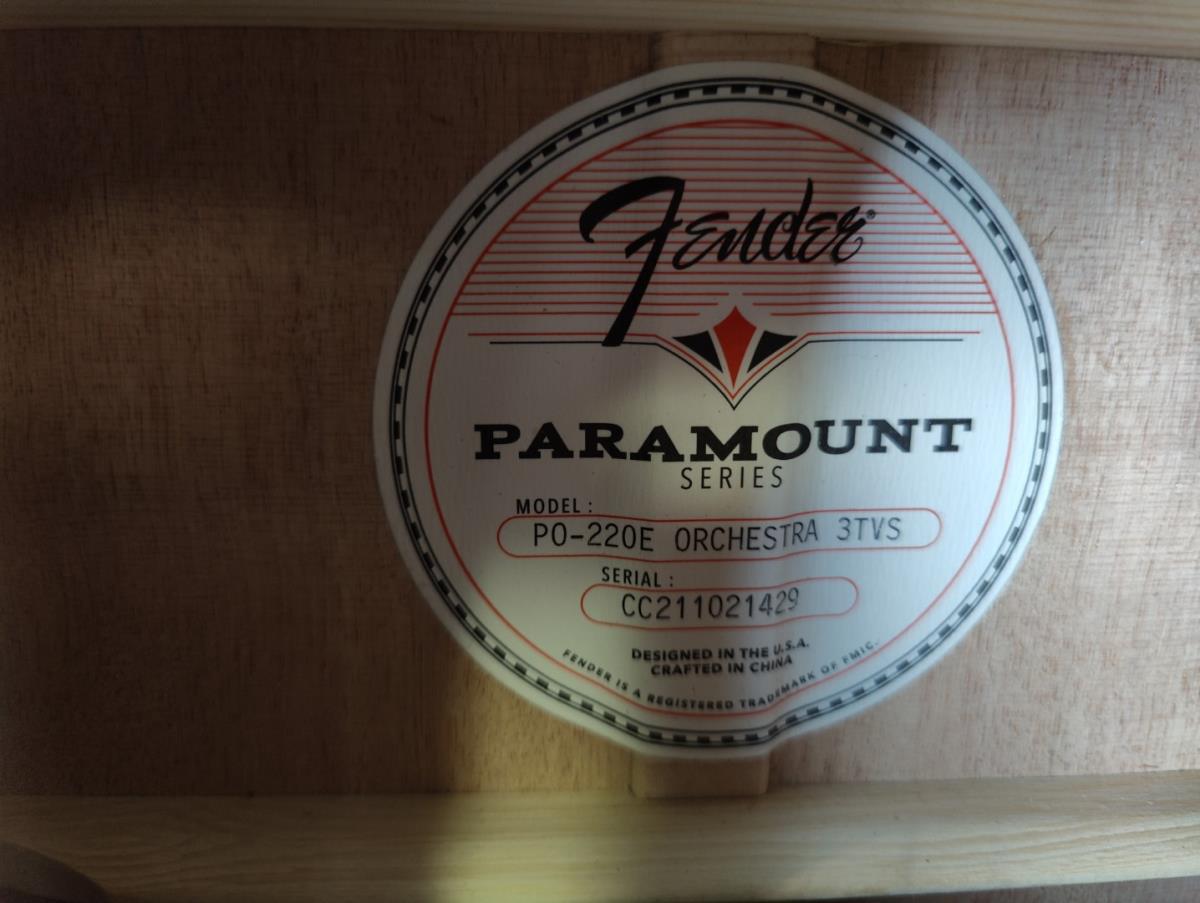 Fender®
PARAMOUNT
SERIES
MODEL :
PO-220E ORCHESTRA 3TVS
SERIAL :
CC211021429
DESIGNED IN THE U.S.A.
CRAFTED IN CHINA
FENDER IS A REGISTERED TRADEMARK OF FMIC.